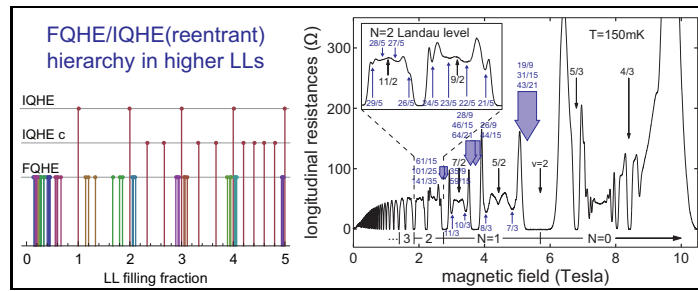 FQHE/IQHE(reentrant)
hierarchy in higher LLs
IQHE
IQHE c
FQHE
0 1 2 3 4 5
LL filling fraction
longitudinal resistances (Ω)
300
200
100
0
N=2 Landau level
28/5 27/5
11/2 9/2
29/5 26/5 24/5 23/5 22/5 21/5
T=150mK
19/9
31/15
43/21
5/3 4/3
28/9
46/15
64/21
26/9
44/15
61/15
101/25
141/35
35/9
59/15
7/2 5/2 ν=2
11/3 10/3 8/3 7/3
...3 2 N=1 N=0
0 2 4 6 8 10
magnetic field (Tesla)